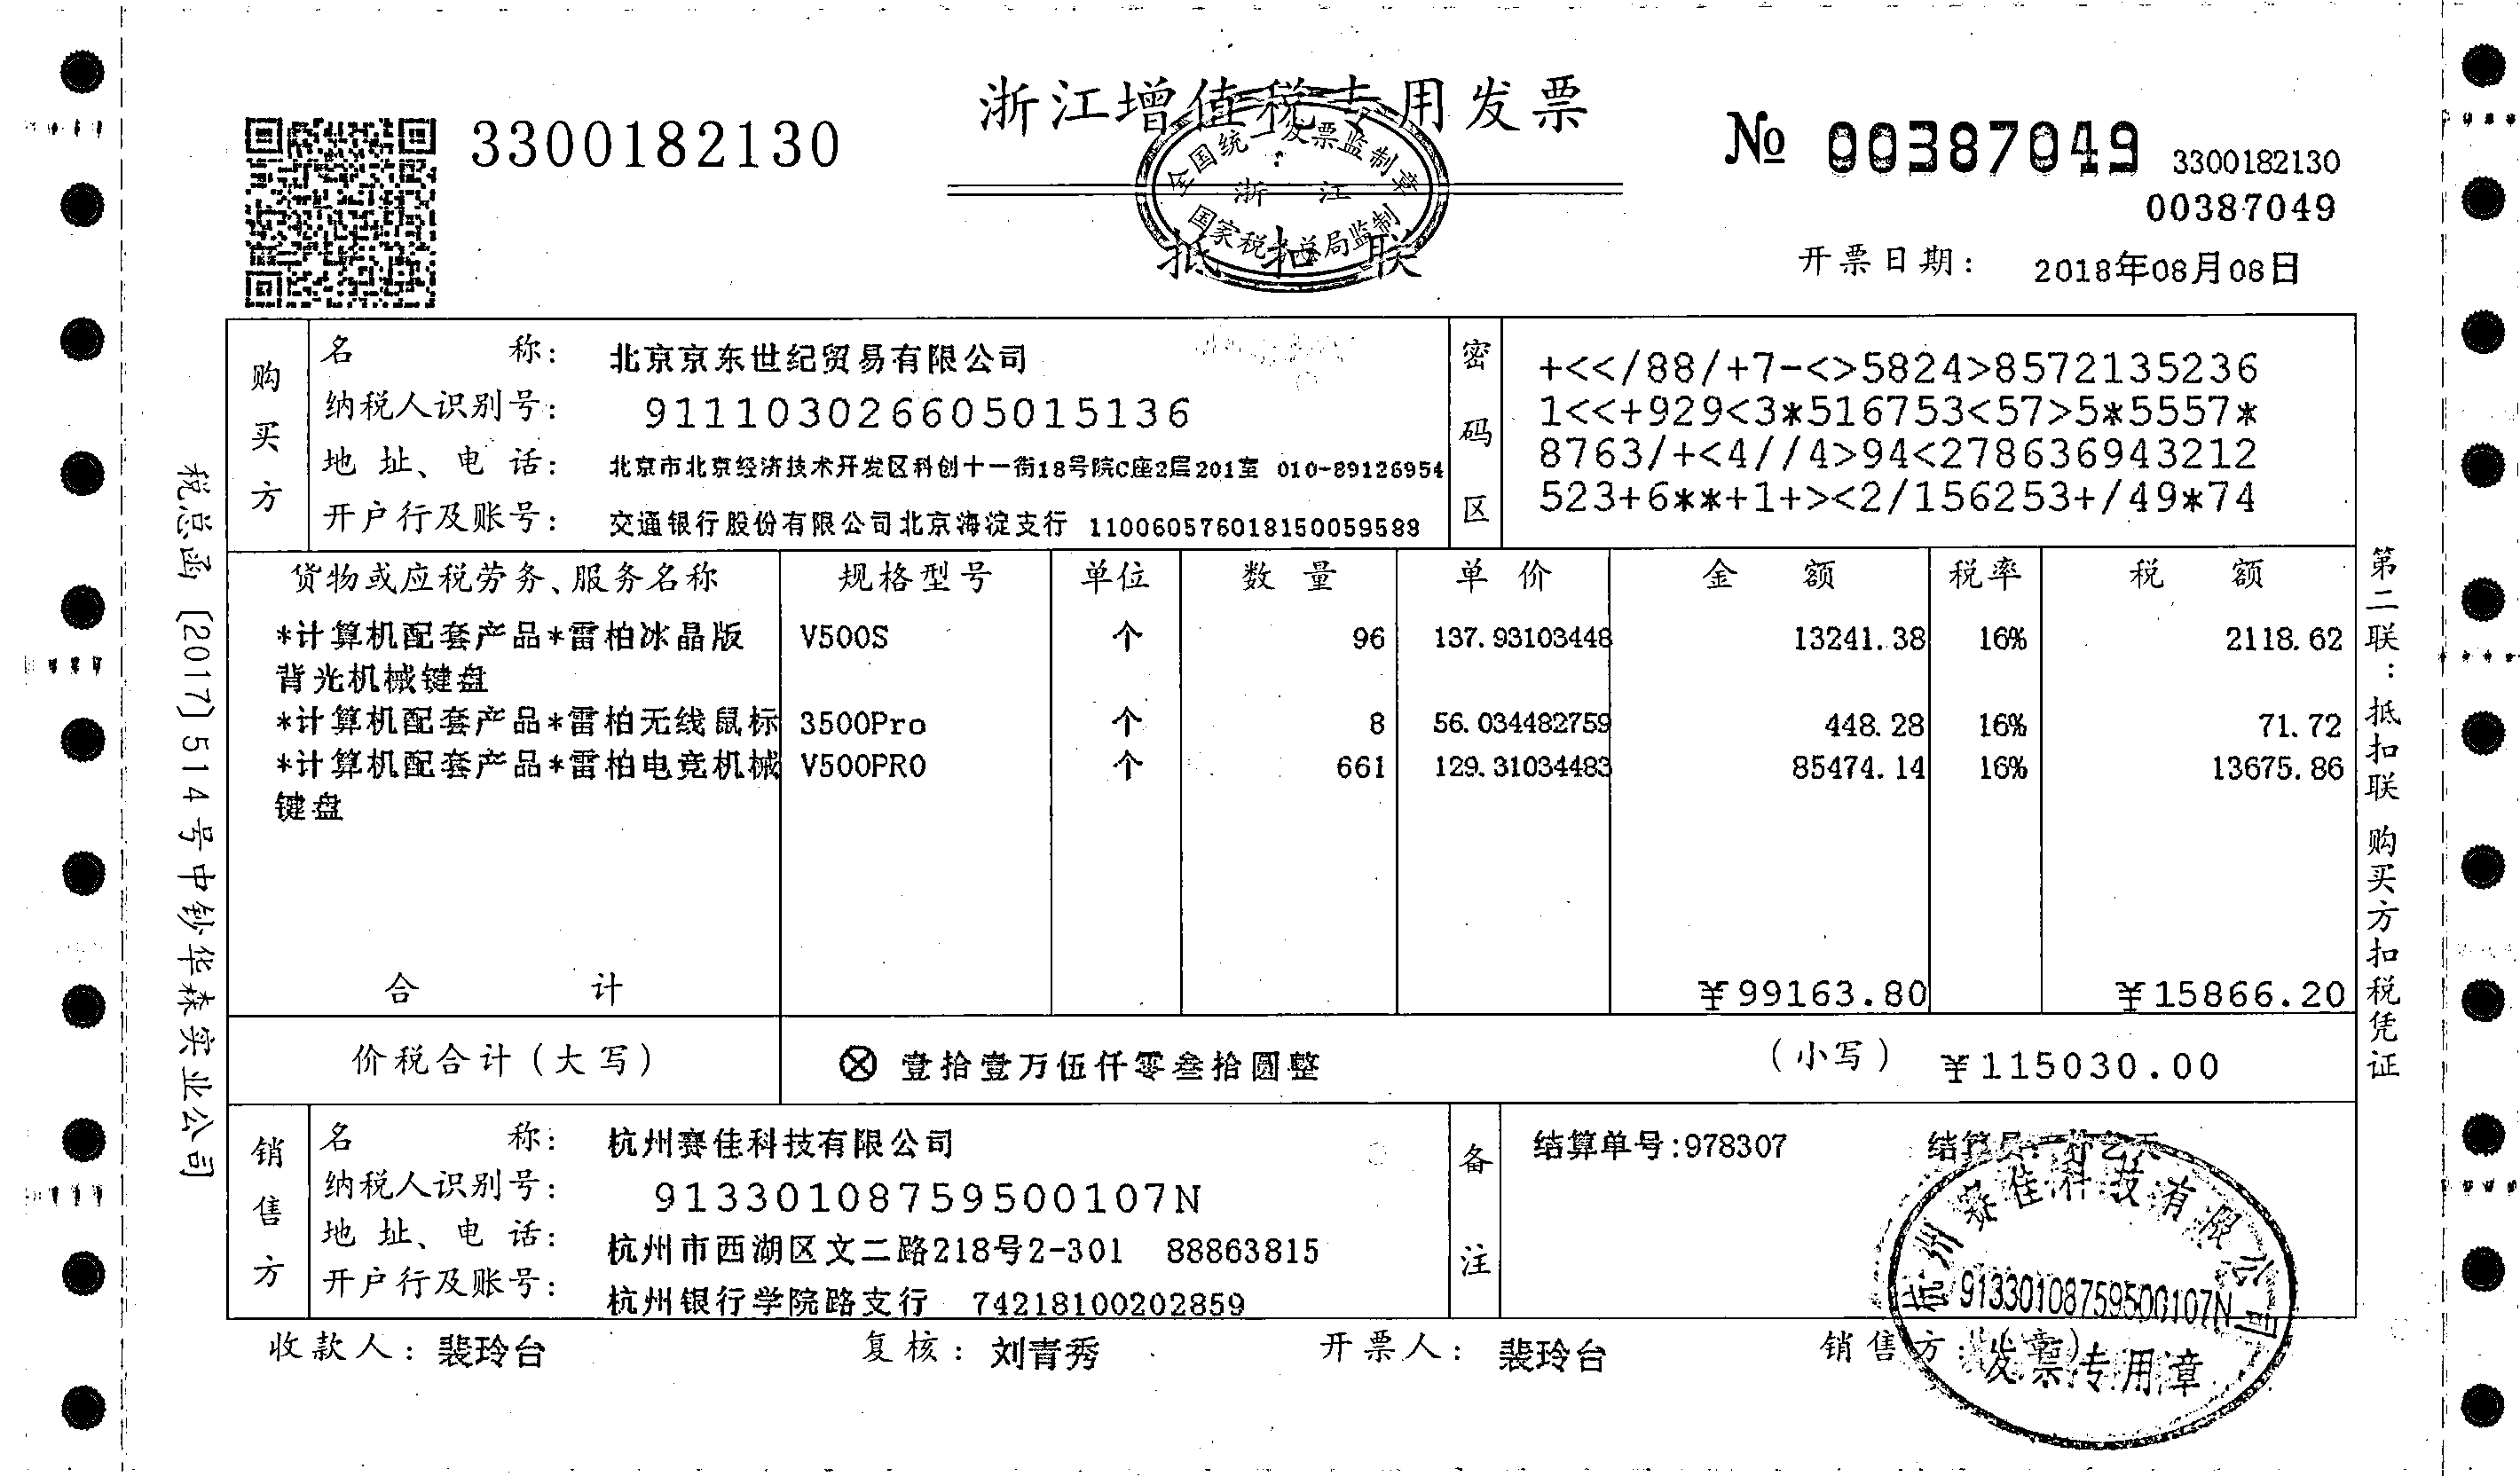 浙江增值税专用发票
3300182130
№ 00387049 3300182130
00387049
全国统一发票监制章
浙 江
国家税务总局监制
抵 扣 联
开票日期: 2018年08月08日
税总函〔2017〕514号中钞华森实业公司
购买方
名 称: 北京京东世纪贸易有限公司
纳税人识别号: 911103026605015136
地 址、电 话: 北京市北京经济技术开发区科创十一街18号院C座2层201室 010-89126954
开户行及账号: 交通银行股份有限公司北京海淀支行 110060576018150059588
密码区
+<</88/+7-<>5824>8572135236
1<<+929<3*516753<57>5*5557*
8763/+<4//4>94<278636943212
523+6**+1+><2/156253+/49*74
货物或应税劳务、服务名称 规格型号 单位 数 量 单 价 金 额 税率 税 额
*计算机配套产品*雷柏冰晶版 V500S 个 96 137.93103448 13241.38 16% 2118.62
背光机械键盘
*计算机配套产品*雷柏无线鼠标 3500Pro 个 8 56.034482759 448.28 16% 71.72
*计算机配套产品*雷柏电竞机械 V500PRO 个 661 129.31034483 85474.14 16% 13675.86
键盘
合 计 ¥99163.80 ¥15866.20
价税合计(大写) ⊗ 壹拾壹万伍仟零叁拾圆整 (小写) ¥115030.00
第二联:抵扣联 购买方扣税凭证
销售方
名 称: 杭州赛佳科技有限公司
纳税人识别号: 91330108759500107N
地 址、电 话: 杭州市西湖区文二路218号2-301 88863815
开户行及账号: 杭州银行学院路支行 74218100202859
备注
结算单号:978307 结算员:
杭州赛佳科技有限公司
91330108759500107N
发票专用章
收款人: 裴玲台 复核: 刘青秀 开票人: 裴玲台 销售方:(章)